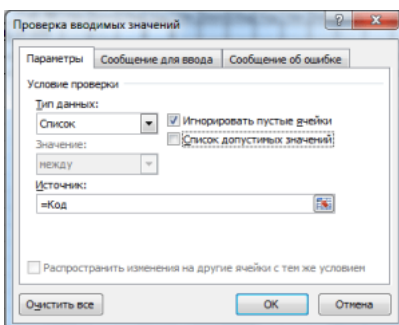 Проверка вводимых значений
Параметры Сообщение для ввода Сообщение об ошибке
Условие проверки
Тип данных:
Список Игнорировать пустые ячейки
Значение: Список допустимых значений
между
Источник:
=Код
Распространить изменения на другие ячейки с тем же условием
Очистить все ОК Отмена